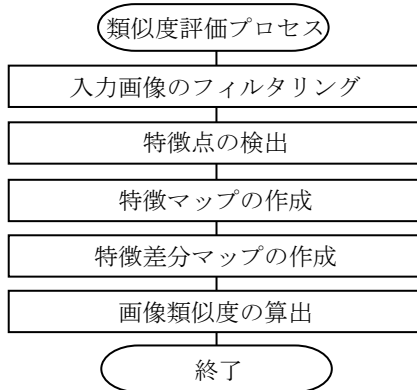 類似度評価プロセス
入力画像のフィルタリング
特徴点の検出
特徴マップの作成
特徴差分マップの作成
画像類似度の算出
終了